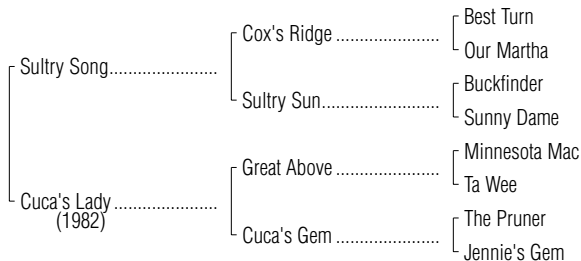 Best Turn
Cox's Ridge ....................
Our Martha
Sultry Song.....................
Buckfinder
Sultry Sun.......................
Sunny Dame
Minnesota Mac
Great Above ....................
Ta Wee
Cuca's Lady ....................
(1982)
The Pruner
Cuca's Gem ....................
Jennie's Gem